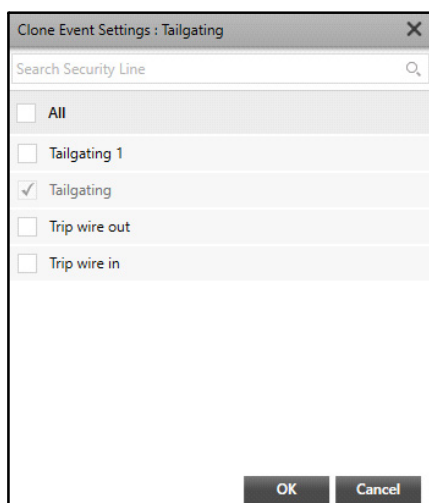 Clone Event Settings : Tailgating
Search Security Line
All
Tailgating 1
Tailgating
Trip wire out
Trip wire in
OK Cancel